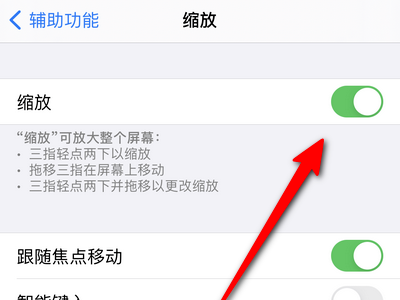 辅助功能
缩放
缩放
“缩放”可放大整个屏幕：
· 三指轻点两下以缩放
· 拖移三指在屏幕上移动
· 三指轻点两下并拖移以更改缩放
跟随焦点移动
智能键入